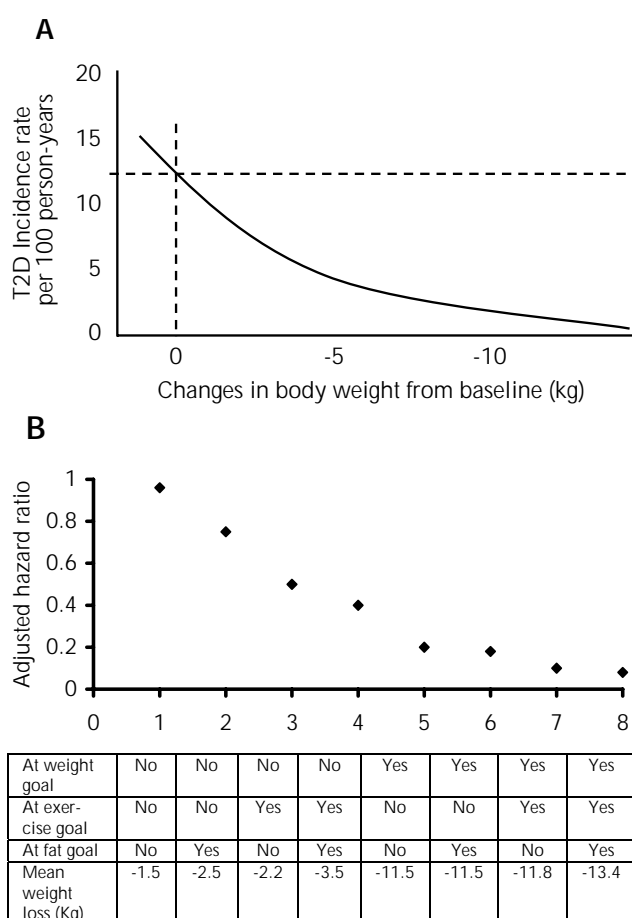 A
T2D Incidence rate
per 100 person-years
20
15
10
5
0
0 -5 -10
Changes in body weight from baseline (kg)
B
Adjusted hazard ratio
1
0.8
0.6
0.4
0.2
0
0 1 2 3 4 5 6 7 8
At weight
goal No No No No Yes Yes Yes Yes
At exer-
cise goal No No Yes Yes No No Yes Yes
At fat goal No Yes No Yes No Yes No Yes
Mean -1.5 -2.5 -2.2 -3.5 -11.5 -11.5 -11.8 -13.4
weight
loss (Kg)